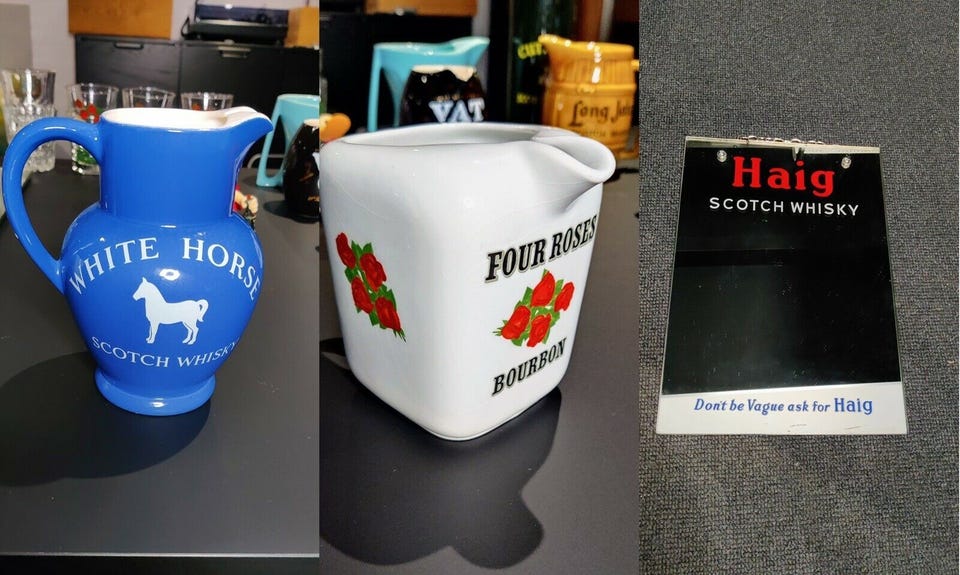 WHITE HORSE
SCOTCH WHISKY
VAT
Long John
FOUR ROSES
BOURBON
Haig
SCOTCH WHISKY
Don't be Vague ask for Haig